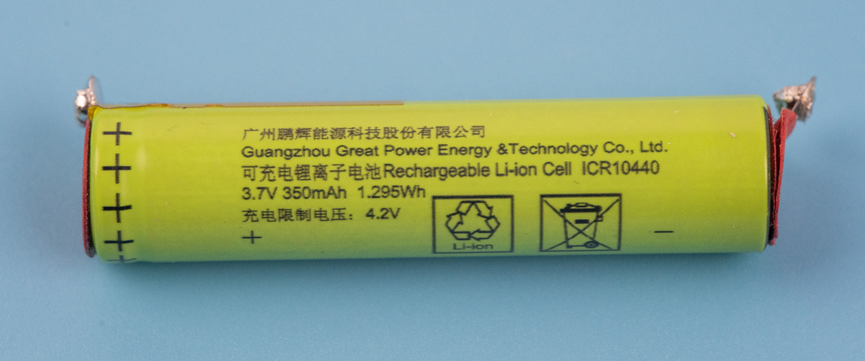 广州鹏辉能源科技股份有限公司
Guangzhou Great Power Energy &Technology Co., Ltd.
可充电锂离子电池Rechargeable Li-ion Cell ICR10440
3.7V 350mAh 1.295Wh
充电限制电压：4.2V
+ −
Li-ion
+
+
+
+
+